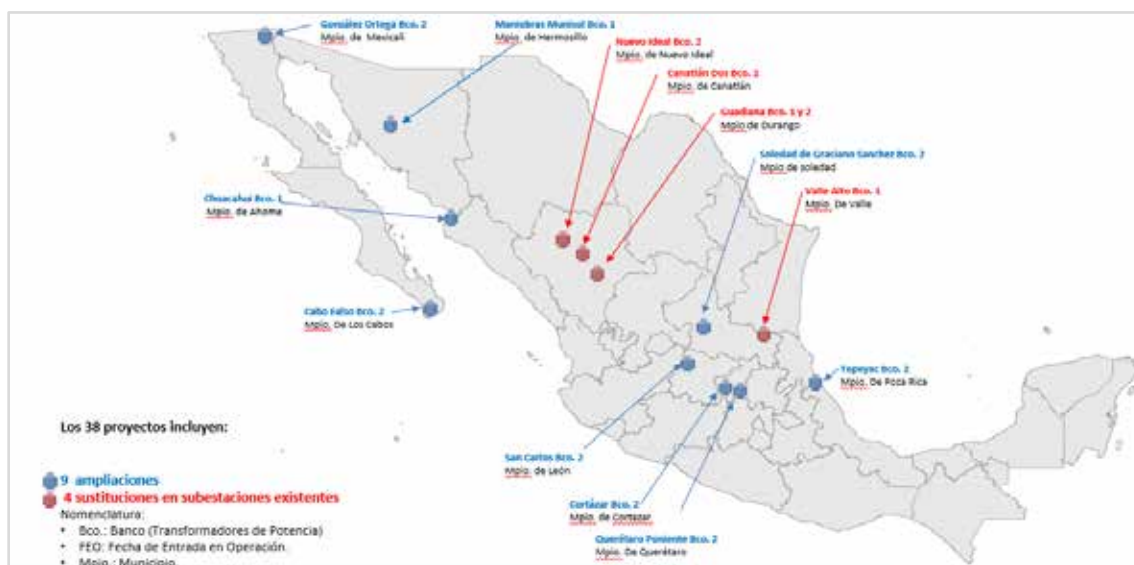 González Ortega Bco. 2
Mpio. de Mexicali
Maniobras Munisol Bco. 1
Mpio. de Hermosillo
Nuevo Ideal Bco. 2
Mpio. de Nuevo Ideal
Canatlán Dos Bco. 2
Mpio. de Canatlán
Guadiana Bco. 1 y 2
Mpio de Durango
Soledad de Graciano Sanchez Bco. 2
Mpio de soledad
Valle Alto Bco. 1
Mpio. De Valle
Bco. 1
Mpio. de Ahome
Cabo Falso Bco. 2
Mpio. De Los Cabos
Tepeyac Bco. 2
Mpio. De Poza Rica
San Carlos Bco. 2
Mpio. de León
Cortázar Bco. 2
Mpio. de Cortazar
Querétaro Poniente Bco. 2
Mpio. De Querétaro
Los 38 proyectos incluyen:
9 ampliaciones
4 sustituciones en subestaciones existentes
Nomenclatura:
• Bco.: Banco (Transformadores de Potencia)
• FEO: Fecha de Entrada en Operación.
• Mpio.: Municipio.